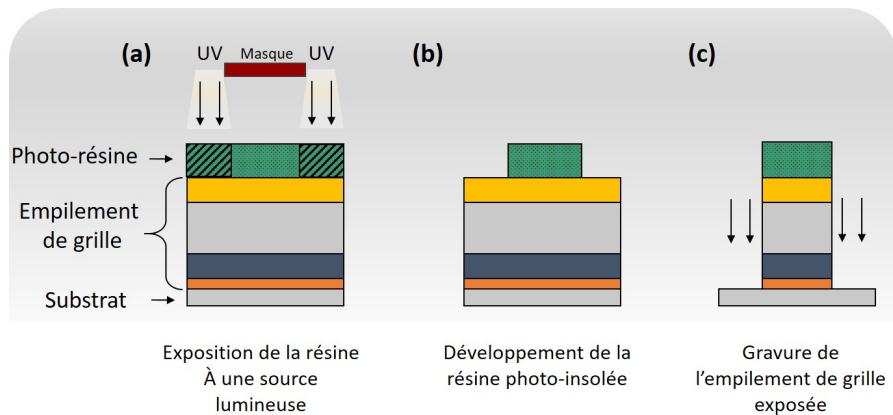 (a)
UV
Masque
UV
(b)
(c)
Photo-résine
Empilement
de grille
Substrat
Exposition de la résine
À une source
lumineuse
Développement de la
résine photo-insolée
Gravure de
l’empilement de grille
exposée